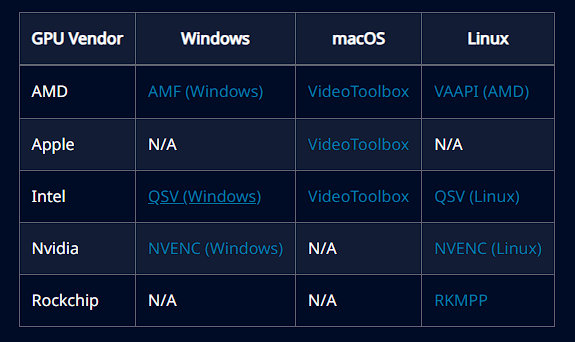 GPU Vendor Windows macOS Linux
AMD AMF (Windows) VideoToolbox VAAPI (AMD)
Apple N/A VideoToolbox N/A
Intel QSV (Windows) VideoToolbox QSV (Linux)
Nvidia NVENC (Windows) N/A NVENC (Linux)
Rockchip N/A N/A RKMPP